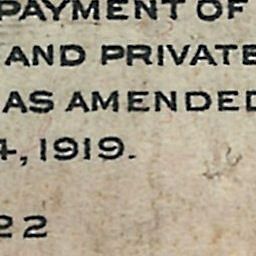 PAYMENT OF
AND PRIVATE
AS AMENDED
4, 1919.
22